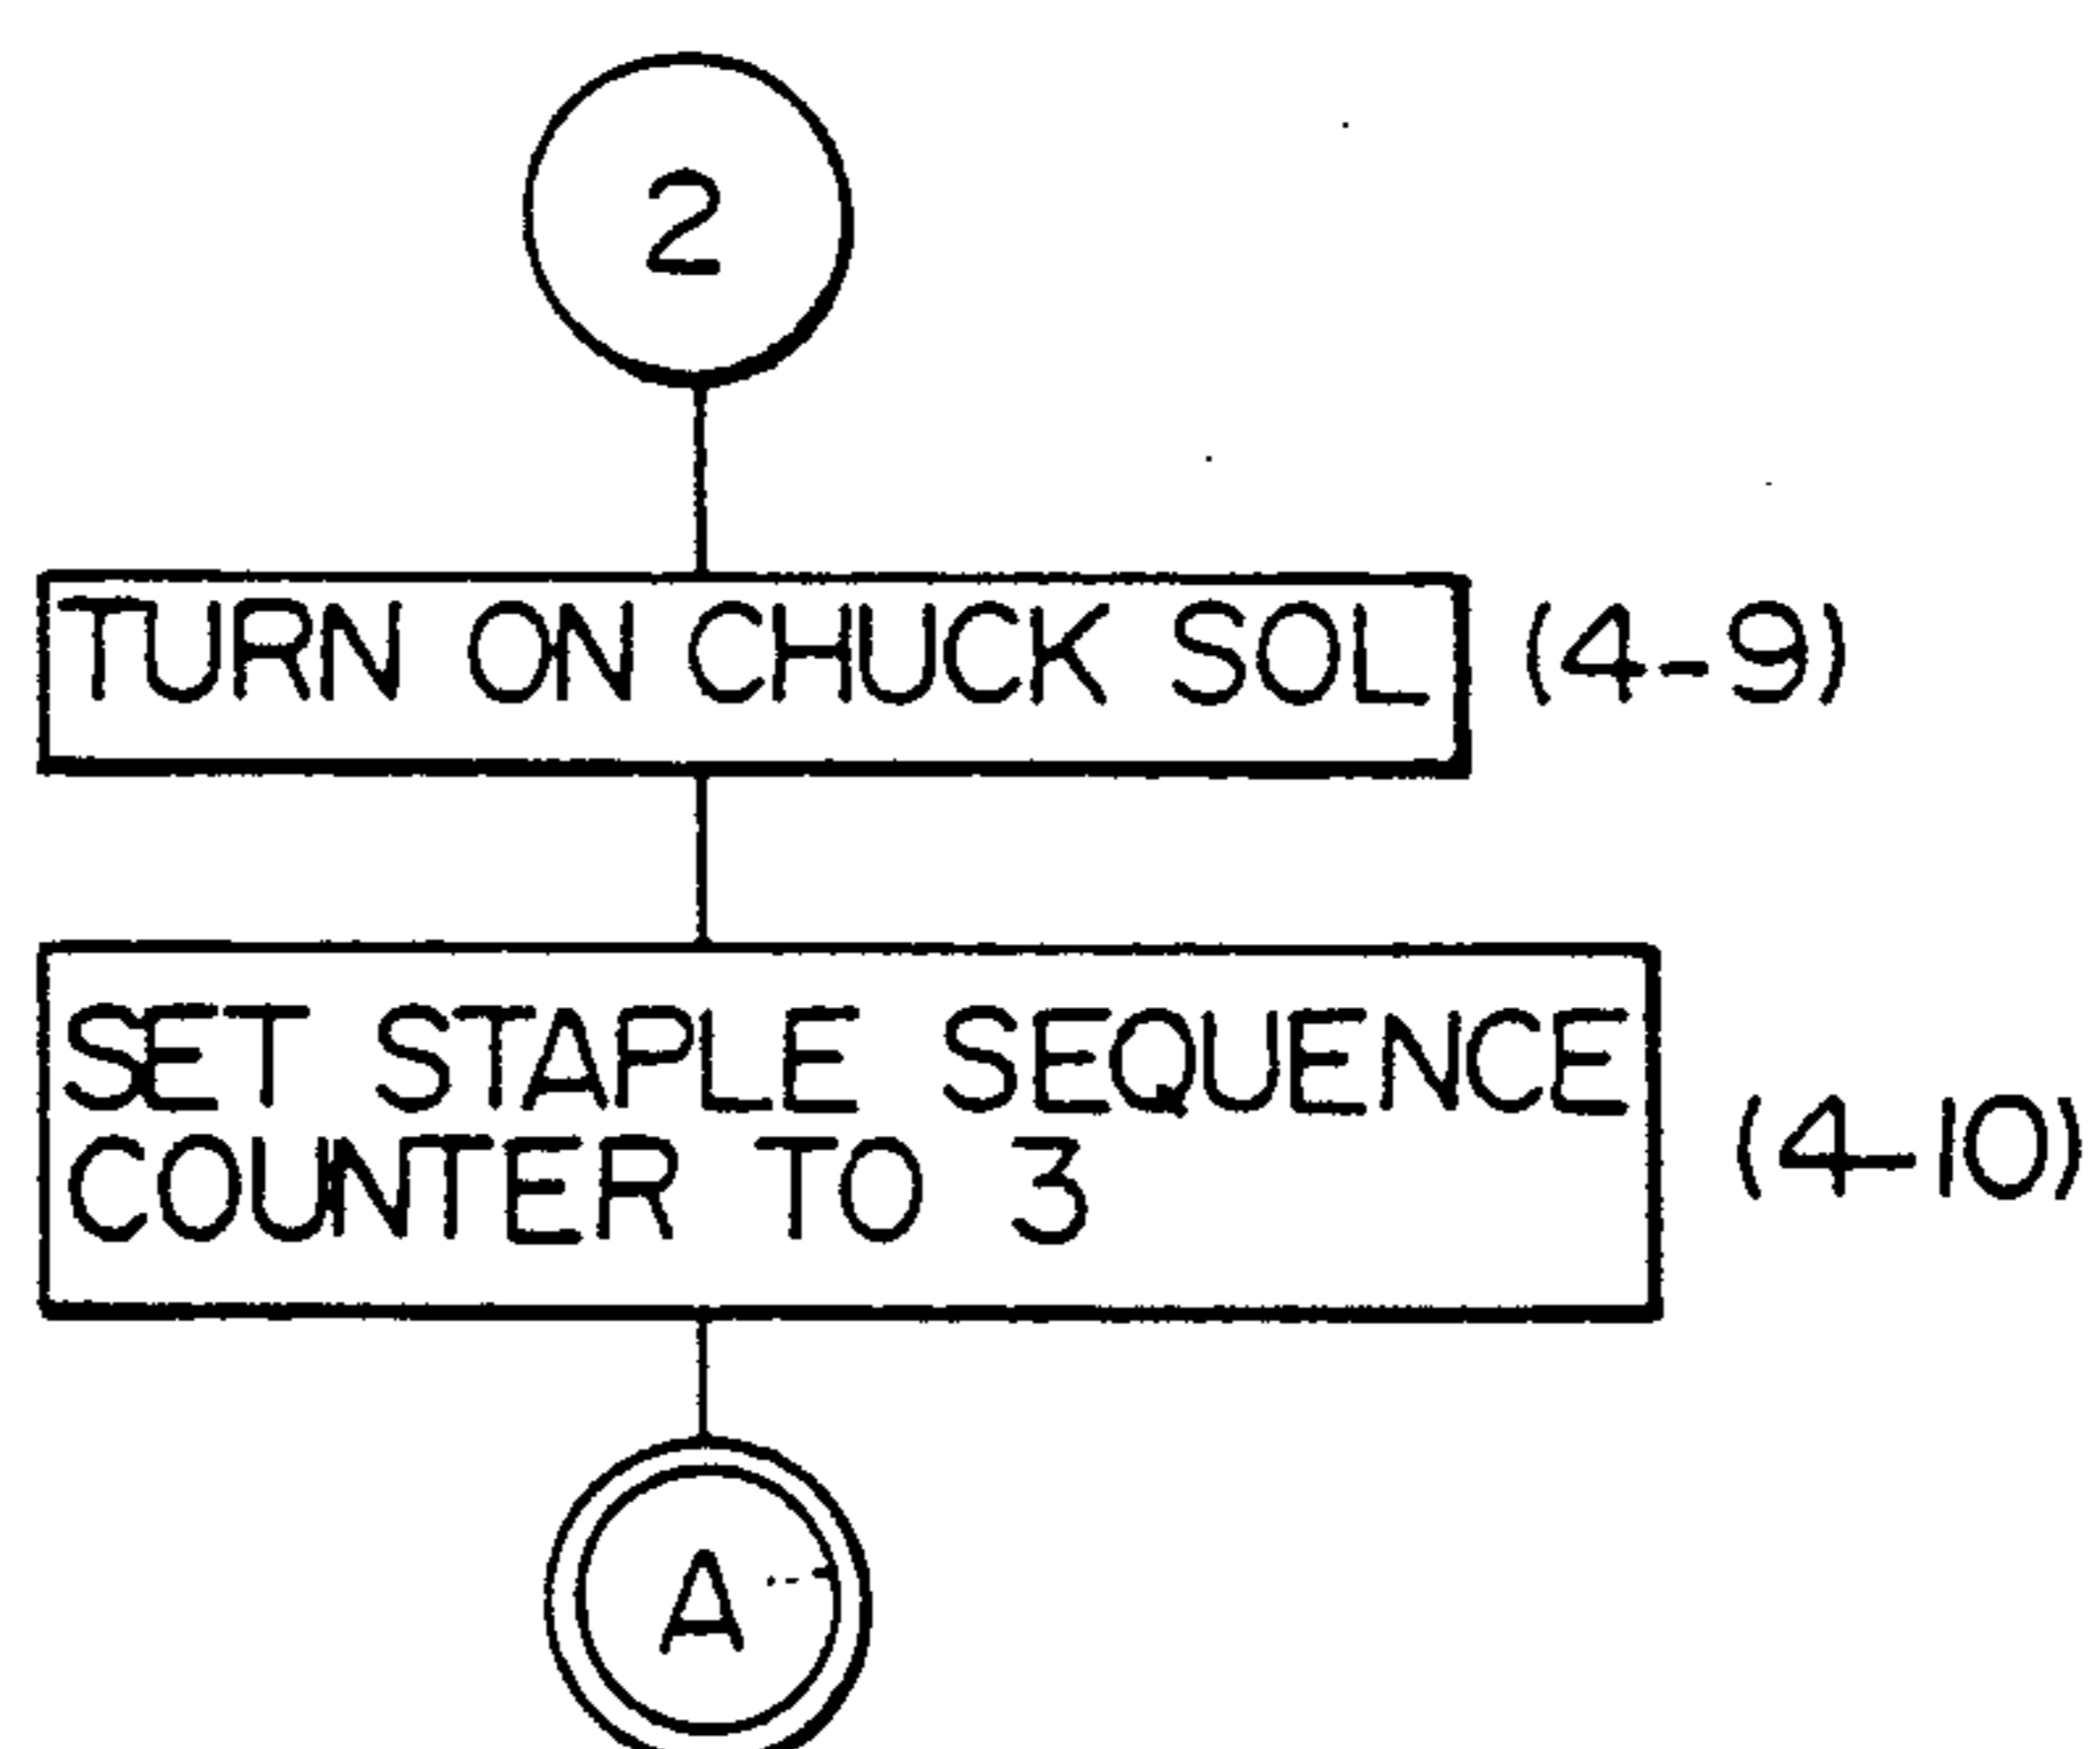 2
TURN ON CHUCK SOL (4-9)
SET STAPLE SEQUENCE
COUNTER TO 3
(4-10)
A